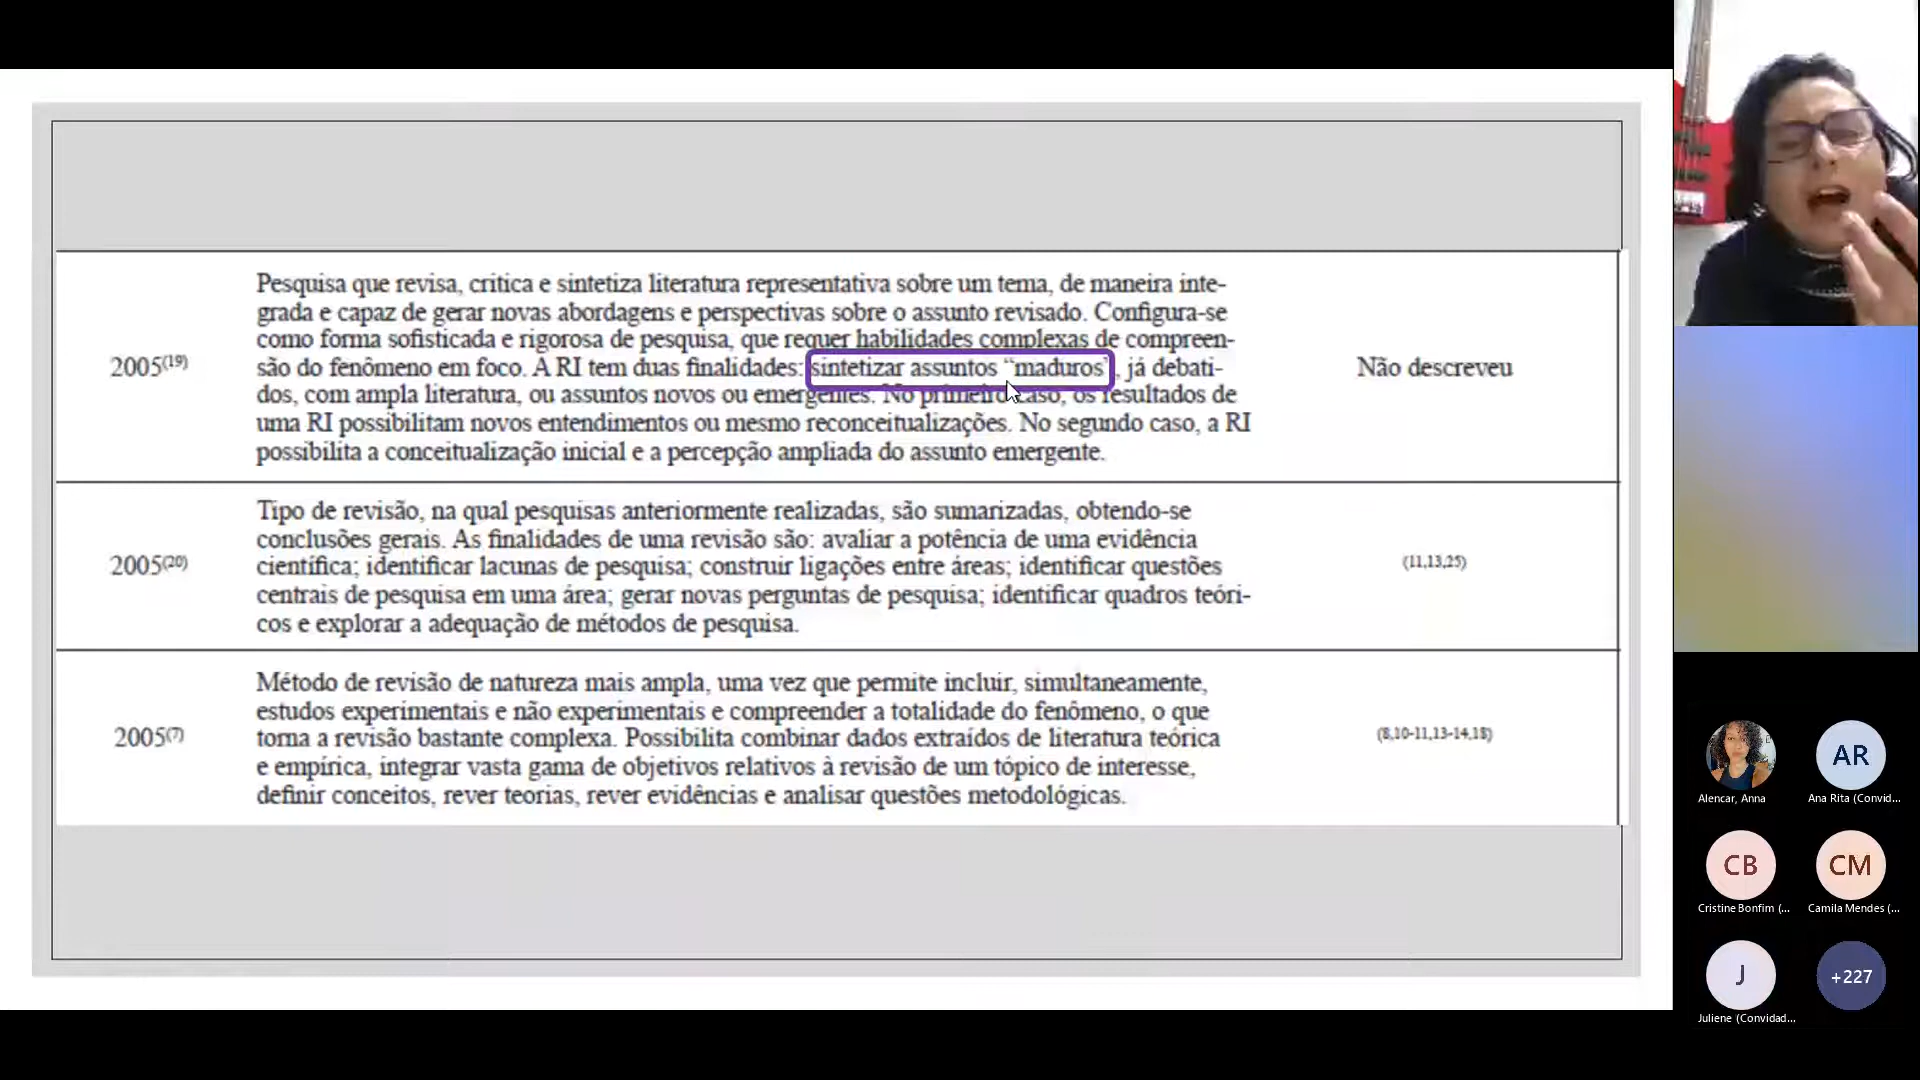 Pesquisa que revisa, critica e sintetiza literatura representativa sobre um tema, de maneira inte-
grada e capaz de gerar novas abordagens e perspectivas sobre o assunto revisado. Configura-se
como forma sofisticada e rigorosa de pesquisa, que requer habilidades complexas de compreen-
2005(19)
são do fenômeno em foco. A RI tem duas finalidades: sintetizar assuntos “maduros”, já debati-
Não descreveu
dos, com ampla literatura, ou assuntos novos ou emergentes. No primeiro caso, os resultados de
uma RI possibilitam novos entendimentos ou mesmo reconceitualizações. No segundo caso, a RI
possibilita a conceitualização inicial e a percepção ampliada do assunto emergente.
Tipo de revisão, na qual pesquisas anteriormente realizadas, são sumarizadas, obtendo-se
conclusões gerais. As finalidades de uma revisão são: avaliar a potência de uma evidência
2005(20)
científica; identificar lacunas de pesquisa; construir ligações entre áreas; identificar questões
(11,13,25)
centrais de pesquisa em uma área; gerar novas perguntas de pesquisa; identificar quadros teóri-
cos e explorar a adequação de métodos de pesquisa.
Método de revisão de natureza mais ampla, uma vez que permite incluir, simultaneamente,
estudos experimentais e não experimentais e compreender a totalidade do fenômeno, o que
2005(7)
torna a revisão bastante complexa. Possibilita combinar dados extraídos de literatura teórica
(8,10-11,13-14,18)
e empírica, integrar vasta gama de objetivos relativos à revisão de um tópico de interesse,
definir conceitos, rever teorias, rever evidências e analisar questões metodológicas.
AR
Alencar, Anna
Ana Rita (Convid...
CB
CM
Cristine Bonfim (...
Camila Mendes (...
J
+227
Juliene (Convidad...